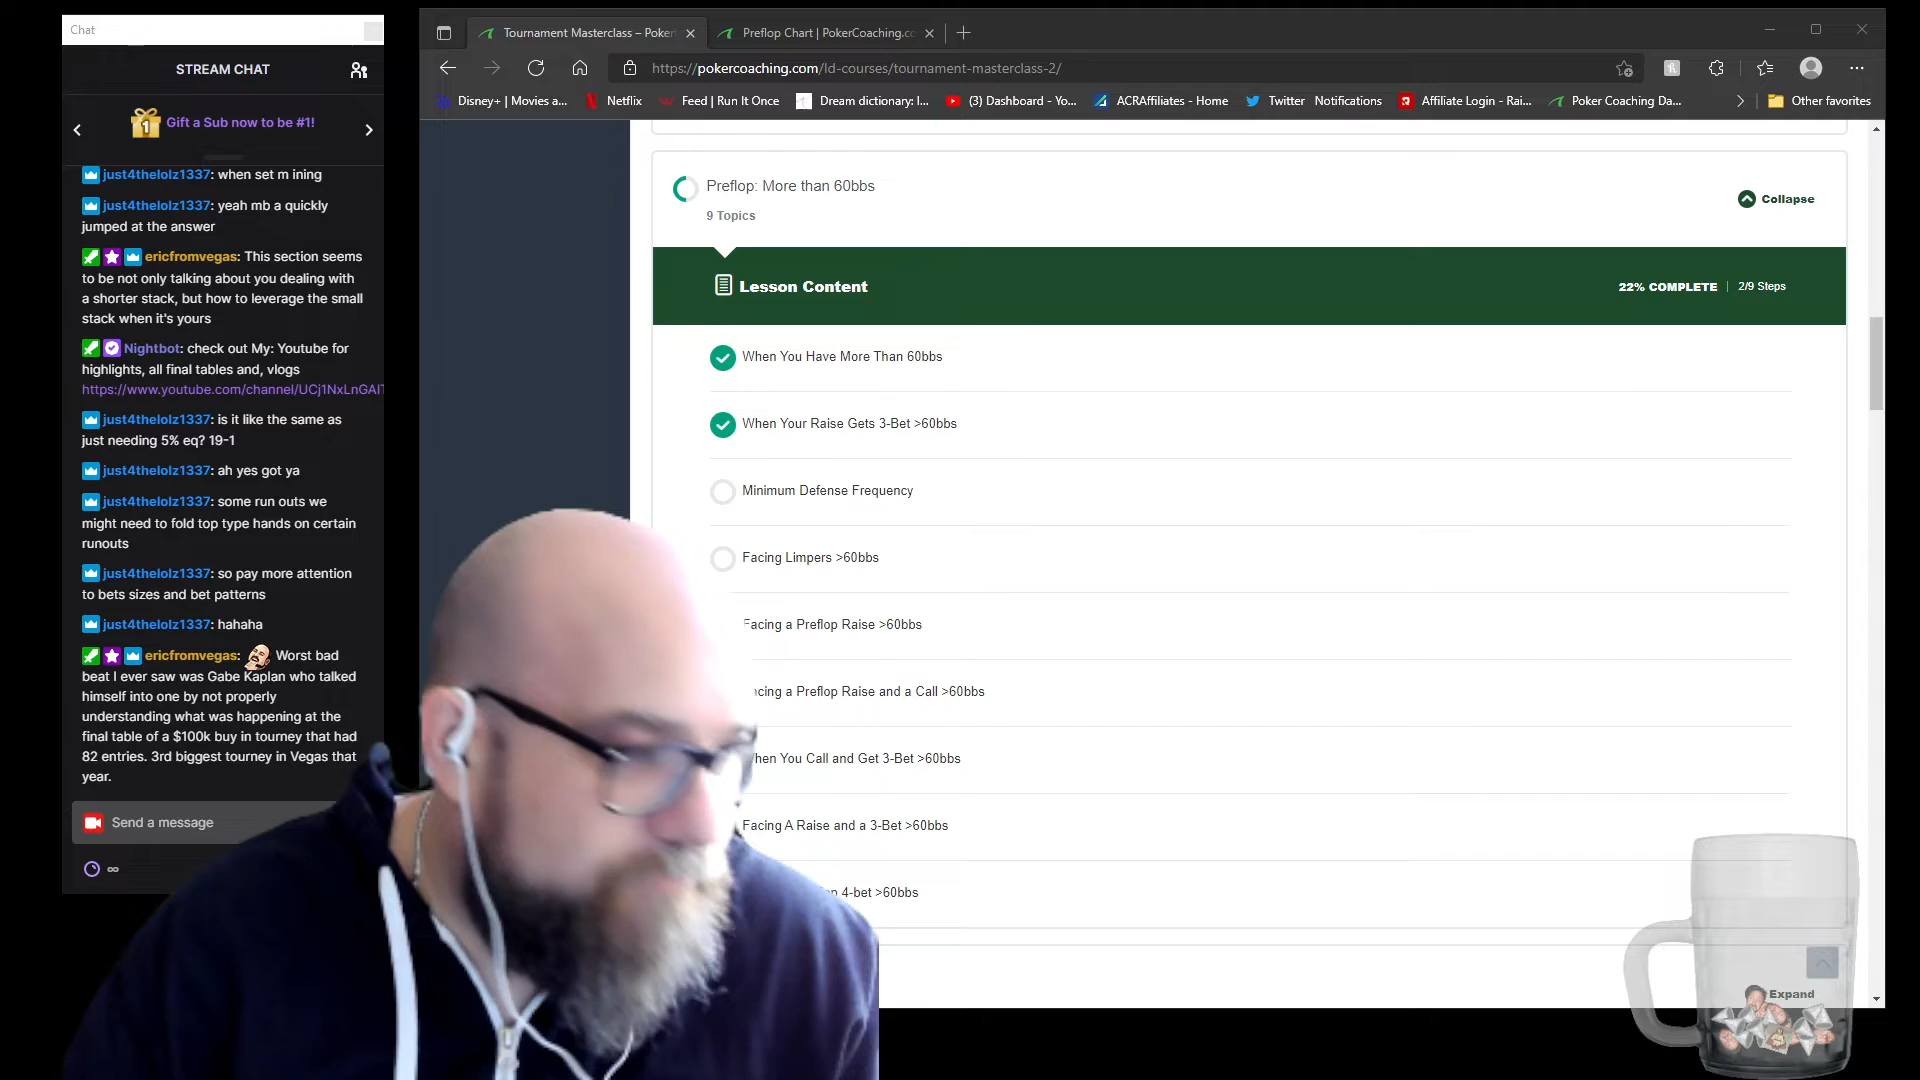 Chat
STREAM CHAT
1
Gift a Sub now to be #1!
just4thelolz1337: when set m ining
just4thelolz1337: yeah mb a quickly
jumped at the answer
ericfromvegas: This section seems
to be not only talking about you dealing with
a shorter stack, but how to leverage the small
stack when it's yours
Nightbot: check out My: Youtube for
highlights, all final tables and, vlogs
https://www.youtube.com/channel/UCj1NxLnGAI
just4thelolz1337: is it like the same as
just needing 5% eq? 19-1
just4thelolz1337: ah yes got ya
just4thelolz1337: some run outs we
might need to fold top type hands on certain
runouts
just4thelolz1337: so pay more attention
to bets sizes and bet patterns
just4thelolz1337: hahaha
ericfromvegas: Worst bad
beat I ever saw was Gabe Kaplan who talked
himself into one by not properly
understanding what was happening at the
final table of a $100k buy in tourney that had
82 entries. 3rd biggest tourney in Vegas that
year.
Send a message
∞
Tournament Masterclass – Poker
Preflop Chart | PokerCoaching.co
https://pokercoaching.com/ld-courses/tournament-masterclass-2/
Disney+ | Movies a... Netflix Feed | Run It Once Dream dictionary: I... (3) Dashboard - Yo... ACRAffiliates - Home Twitter Notifications Affiliate Login - Rai... Poker Coaching Da... Other favorites
Preflop: More than 60bbs
9 Topics
Collapse
Lesson Content
22% COMPLETE | 2/9 Steps
When You Have More Than 60bbs
When Your Raise Gets 3-Bet >60bbs
Minimum Defense Frequency
Facing Limpers >60bbs
Facing a Preflop Raise >60bbs
acing a Preflop Raise and a Call >60bbs
hen You Call and Get 3-Bet >60bbs
Facing A Raise and a 3-Bet >60bbs
4-bet >60bbs
Expand